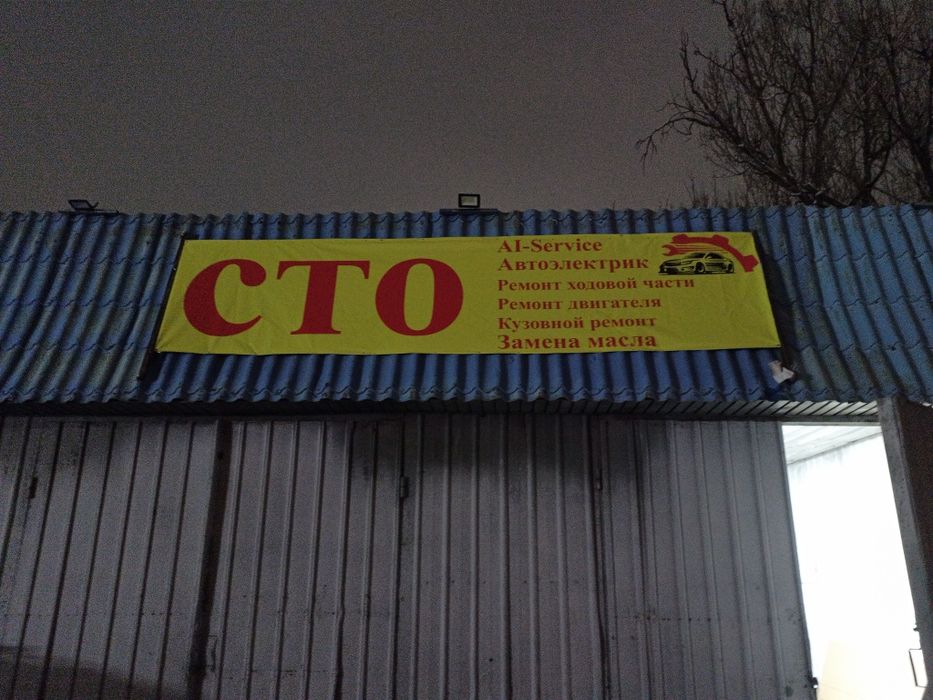 СТО
AI-Service
Автоэлектрик
Ремонт ходовой части
Ремонт двигателя
Кузовной ремонт
Замена масла